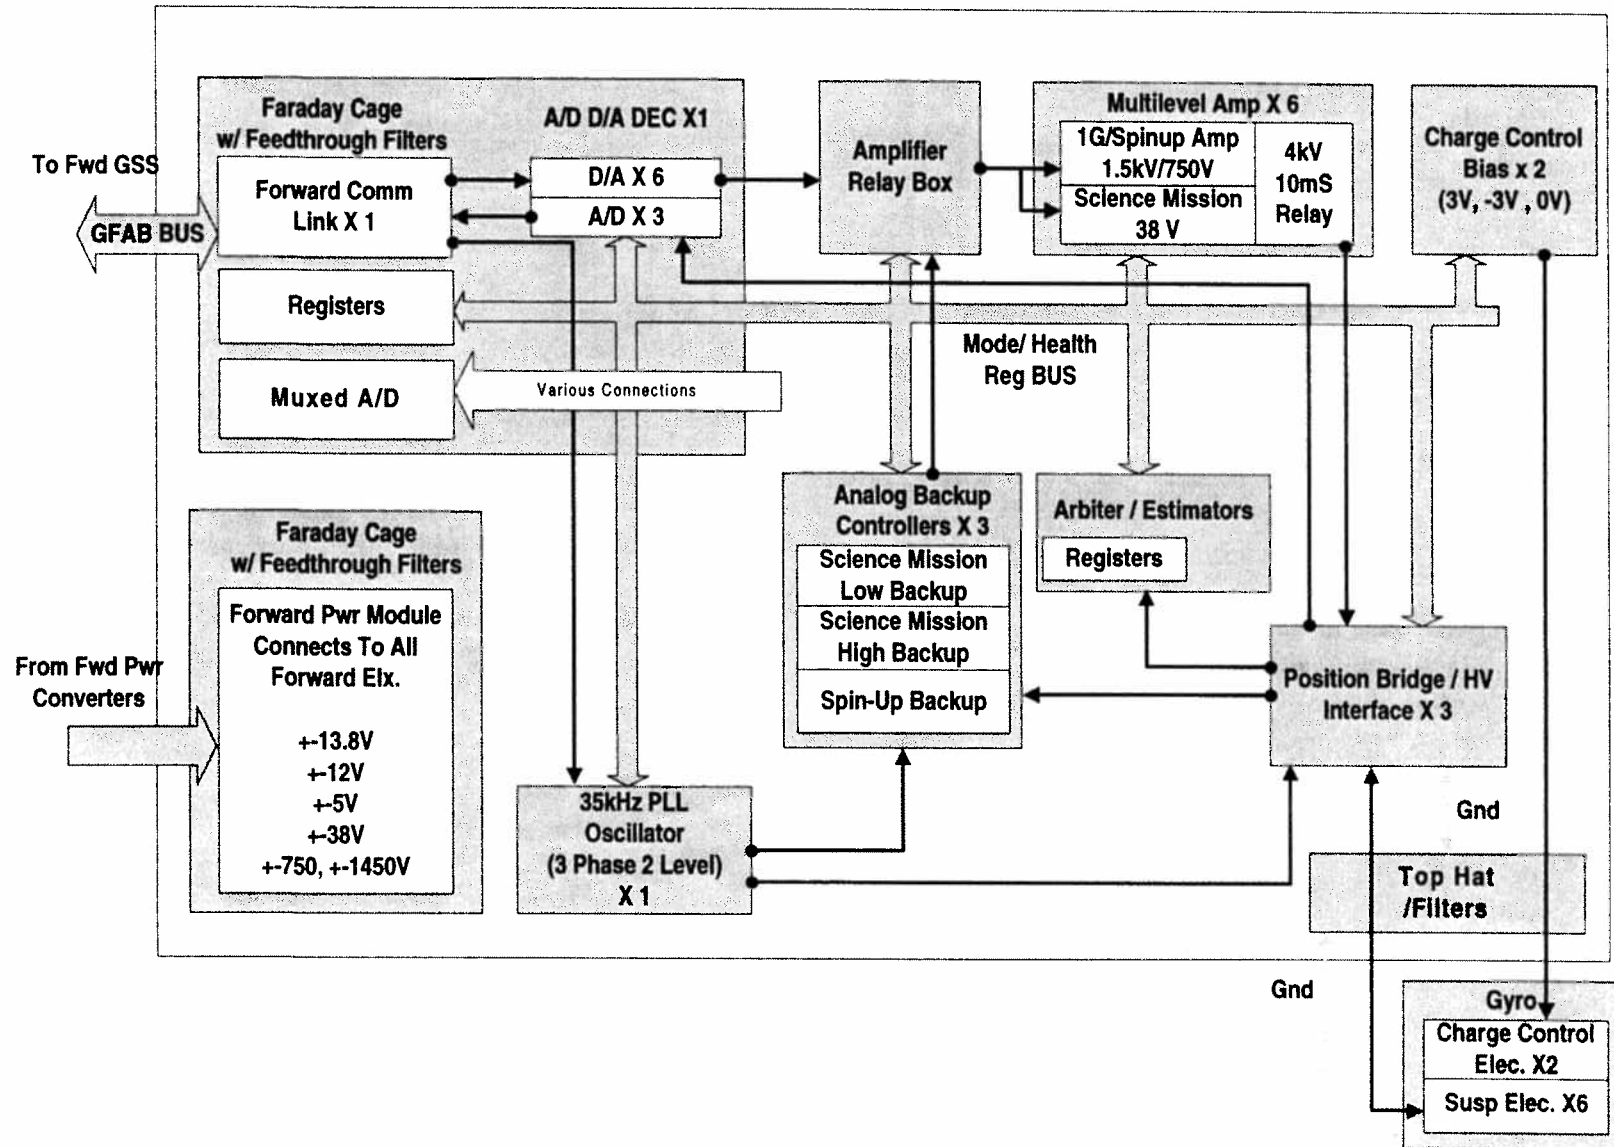 To Fwd GSS
GFAB BUS
Faraday Cage
w/ Feedthrough Filters
Forward Comm
Link X 1
Registers
Muxed A/D
A/D D/A DEC X1
D/A X 6
A/D X 3
Various Connections
Amplifier
Relay Box
Multilevel Amp X 6
1G/Spinup Amp
1.5kV/750V
Science Mission
38 V
4kV
10mS
Relay
Charge Control
Bias x 2
(3V, -3V , 0V)
Mode/ Health
Reg BUS
Analog Backup
Controllers X 3
Science Mission
Low Backup
Science Mission
High Backup
Spin-Up Backup
Arbiter / Estimators
Registers
Position Bridge / HV
Interface X 3
From Fwd Pwr
Converters
Faraday Cage
w/ Feedthrough Filters
Forward Pwr Module
Connects To All
Forward Elx.
+-13.8V
+-12V
+-5V
+-38V
+-750, +-1450V
35kHz PLL
Oscillator
(3 Phase 2 Level)
X 1
Gnd
Top Hat
/Filters
Gnd
Gyro
Charge Control
Elec. X2
Susp Elec. X6